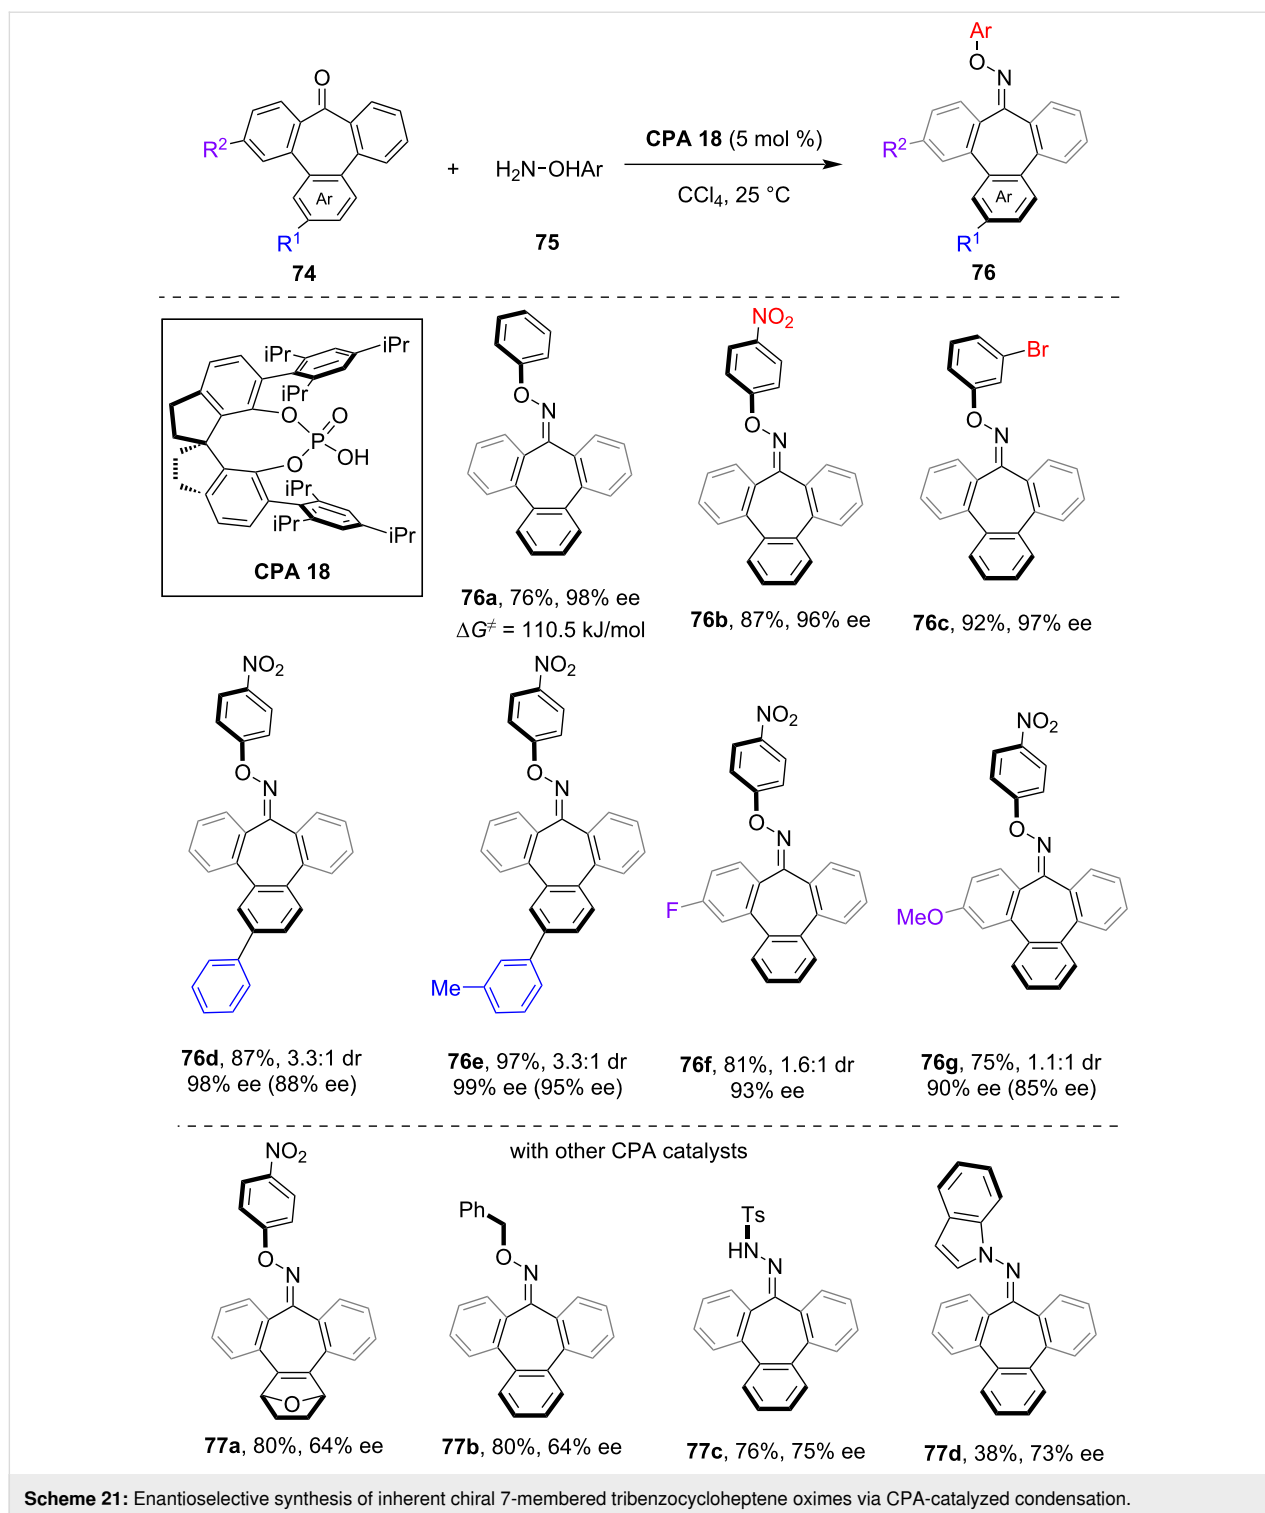 O
R²
Ar
R¹
74
+
H₂N–OHAr
75
CPA 18 (5 mol %)
CCl₄, 25 °C
Ar
O
N
R²
Ar
R¹
76
iPr
iPr
iPr
O
O
P
OH
O
iPr
iPr
iPr
CPA 18
O
N
76a, 76%, 98% ee
ΔG≠ = 110.5 kJ/mol
NO₂
O
N
76b, 87%, 96% ee
Br
O
N
76c, 92%, 97% ee
NO₂
O
N
76d, 87%, 3.3:1 dr
98% ee (88% ee)
NO₂
O
N
Me
76e, 97%, 3.3:1 dr
99% ee (95% ee)
NO₂
O
N
F
76f, 81%, 1.6:1 dr
93% ee
NO₂
O
N
MeO
76g, 75%, 1.1:1 dr
90% ee (85% ee)
with other CPA catalysts
NO₂
O
N
O
77a, 80%, 64% ee
Ph
O
N
77b, 80%, 64% ee
Ts
HN
N
77c, 76%, 75% ee
N
N
77d, 38%, 73% ee
Scheme 21: Enantioselective synthesis of inherent chiral 7-membered tribenzocycloheptene oximes via CPA-catalyzed condensation.